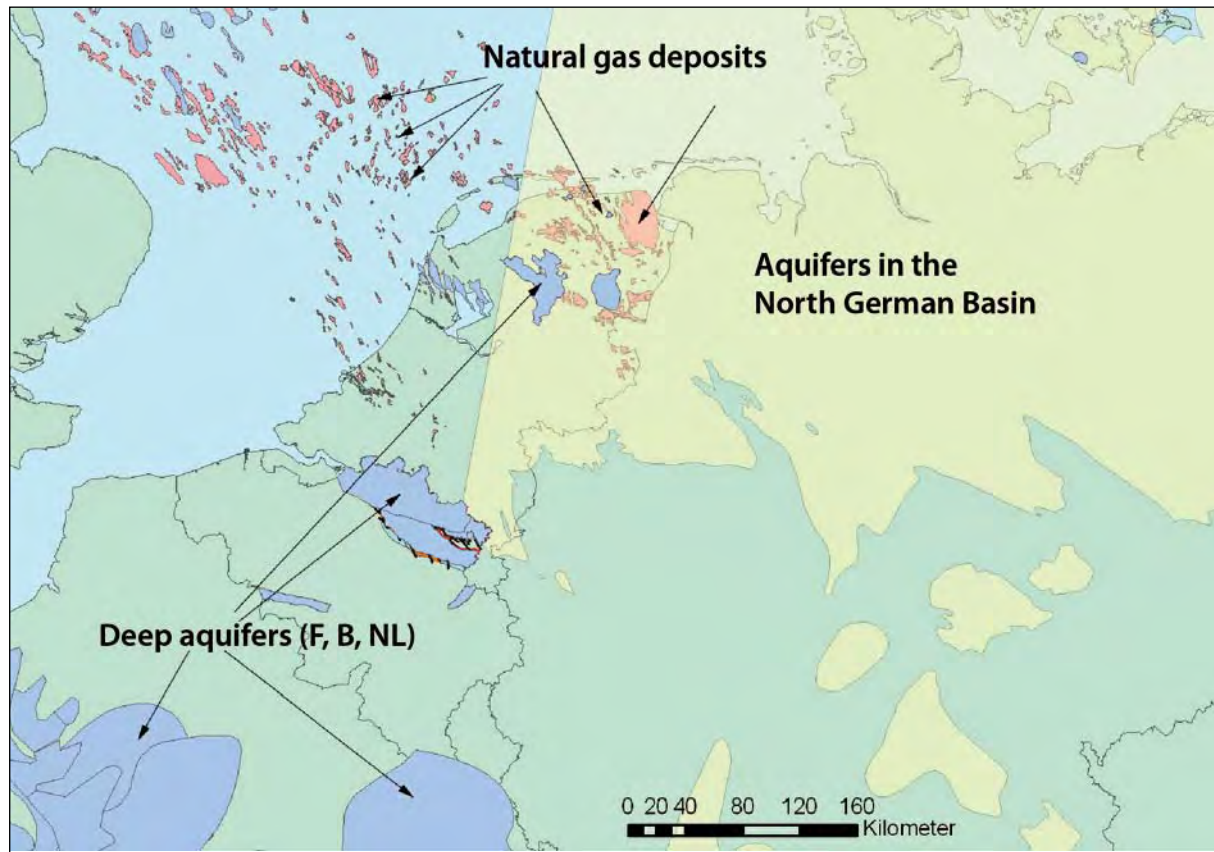 Natural gas deposits
Aquifers in the
North German Basin
Deep aquifers (F, B, NL)
0 20 40 80 120 160
Kilometer